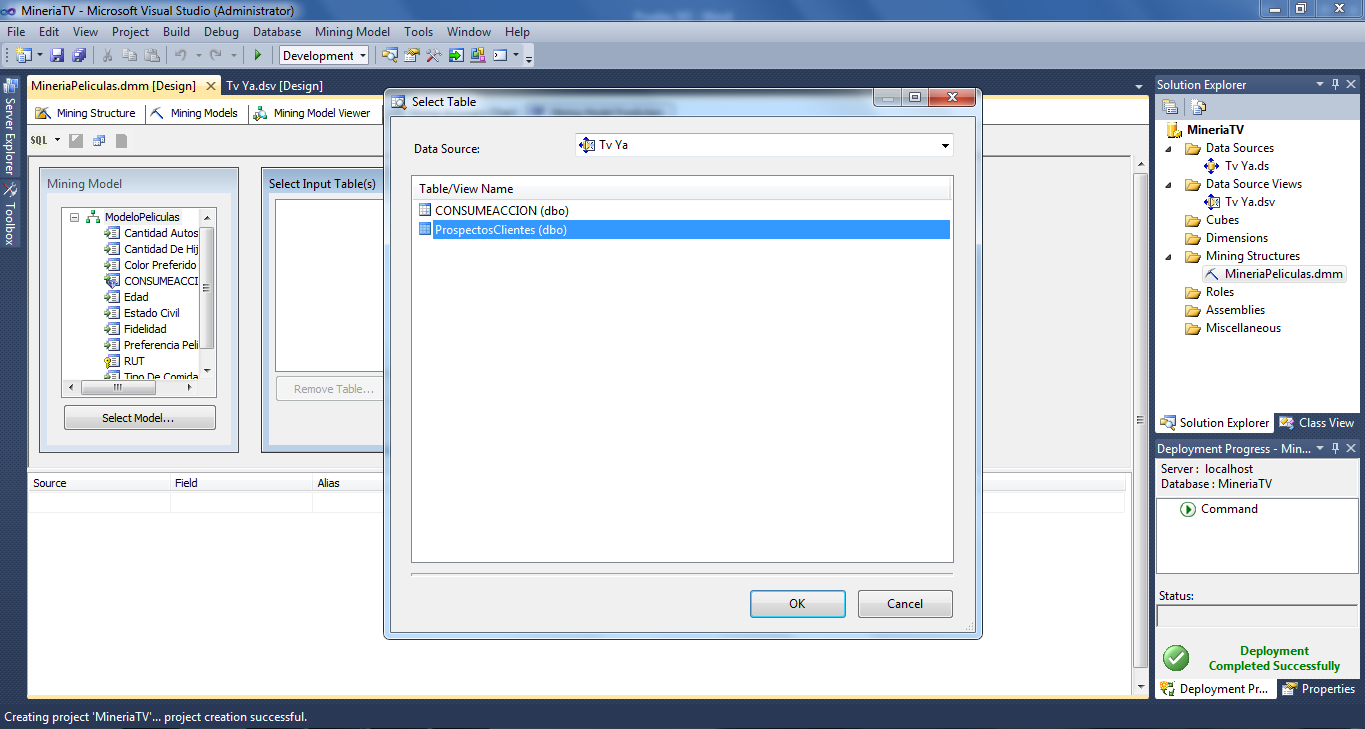 MineriaTV - Microsoft Visual Studio (Administrator)
File Edit View Project Build Debug Database Mining Model Tools Window Help
Development
Server Explorer
Toolbox
MineriaPeliculas.dmm [Design] Tv Ya.dsv [Design]
Mining Structure Mining Models Mining Model Viewer
SQL
Mining Model
ModeloPeliculas
Cantidad Autos
Cantidad De Hij
Color Preferido
CONSUMEACCI
Edad
Estado Civil
Fidelidad
Preferencia Peli
RUT
Tipo De Comida
Select Model...
Select Input Table(s)
Remove Table...
Source Field Alias
Select Table
Data Source: Tv Ya
Table/View Name
CONSUMEACCION (dbo)
ProspectosClientes (dbo)
OK Cancel
Solution Explorer
MineriaTV
Data Sources
Tv Ya.ds
Data Source Views
Tv Ya.dsv
Cubes
Dimensions
Mining Structures
MineriaPeliculas.dmm
Roles
Assemblies
Miscellaneous
Solution Explorer Class View
Deployment Progress - Min...
Server : localhost
Database : MineriaTV
Command
Status:
Deployment
Completed Successfully
Deployment Pr... Properties
Creating project 'MineriaTV'... project creation successful.